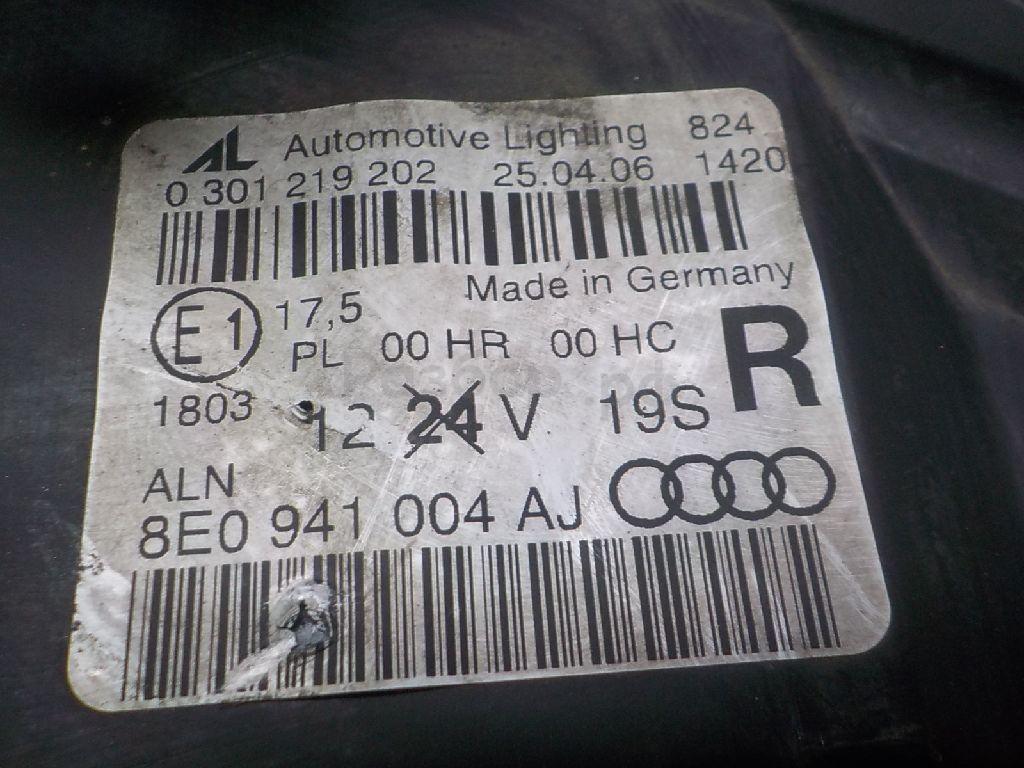 AL Automotive Lighting 824
0 301 219 202 25.04.06 1420
Made in Germany
E1 17,5
PL 00 HR 00 HC R
1803 12 24 V 19S
ALN
8E0 941 004 AJ